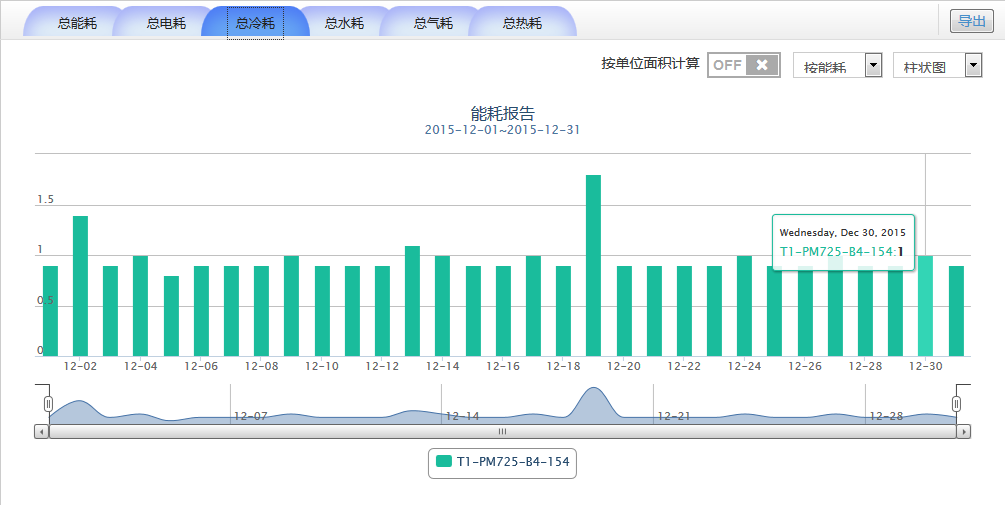 总能耗 总电耗 总冷耗 总水耗 总气耗 总热耗 导出
按单位面积计算 OFF 按能耗 柱状图
能耗报告
2015-12-01~2015-12-31
1.5
1
0.5
0
Wednesday, Dec 30, 2015
T1-PM725-B4-154:1
12-02 12-04 12-06 12-08 12-10 12-12 12-14 12-16 12-18 12-20 12-22 12-24 12-26 12-28 12-30
12-07 12-14 12-21 12-28
T1-PM725-B4-154